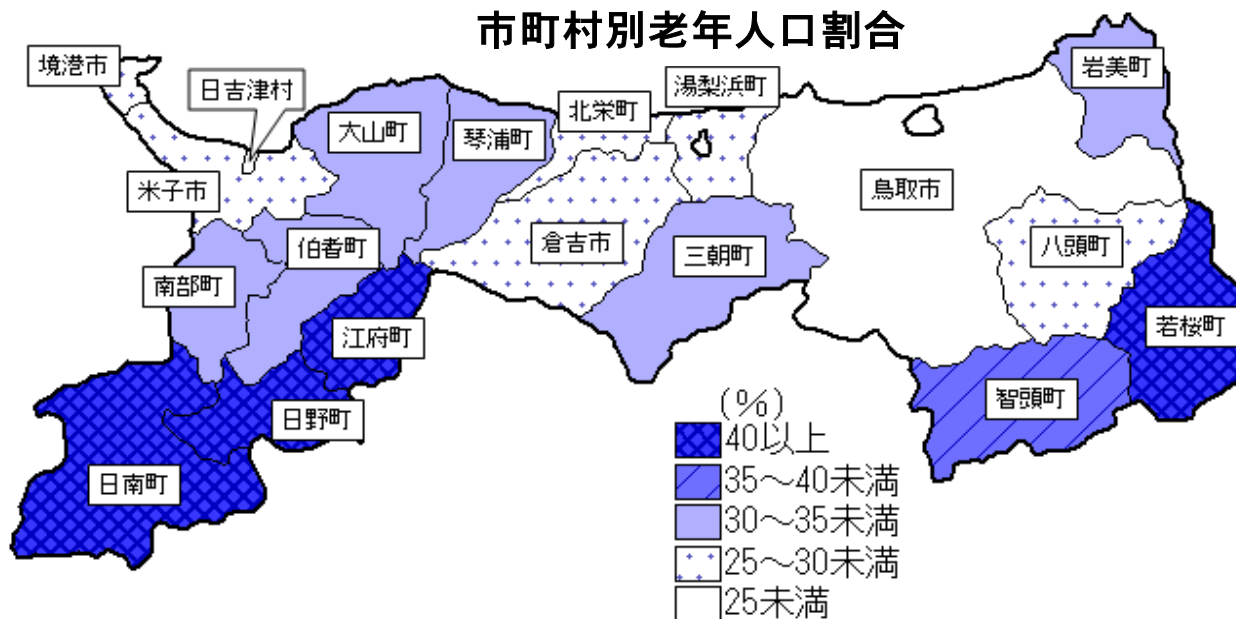 市町村別老年人口割合
境港市
日吉津村
米子市
大山町
琴浦町
北栄町
湯梨浜町
岩美町
鳥取市
伯耆町
南部町
倉吉市
三朝町
八頭町
江府町
若桜町
日野町
智頭町
日南町
(%)
40以上
35～40未満
30～35未満
25～30未満
25未満